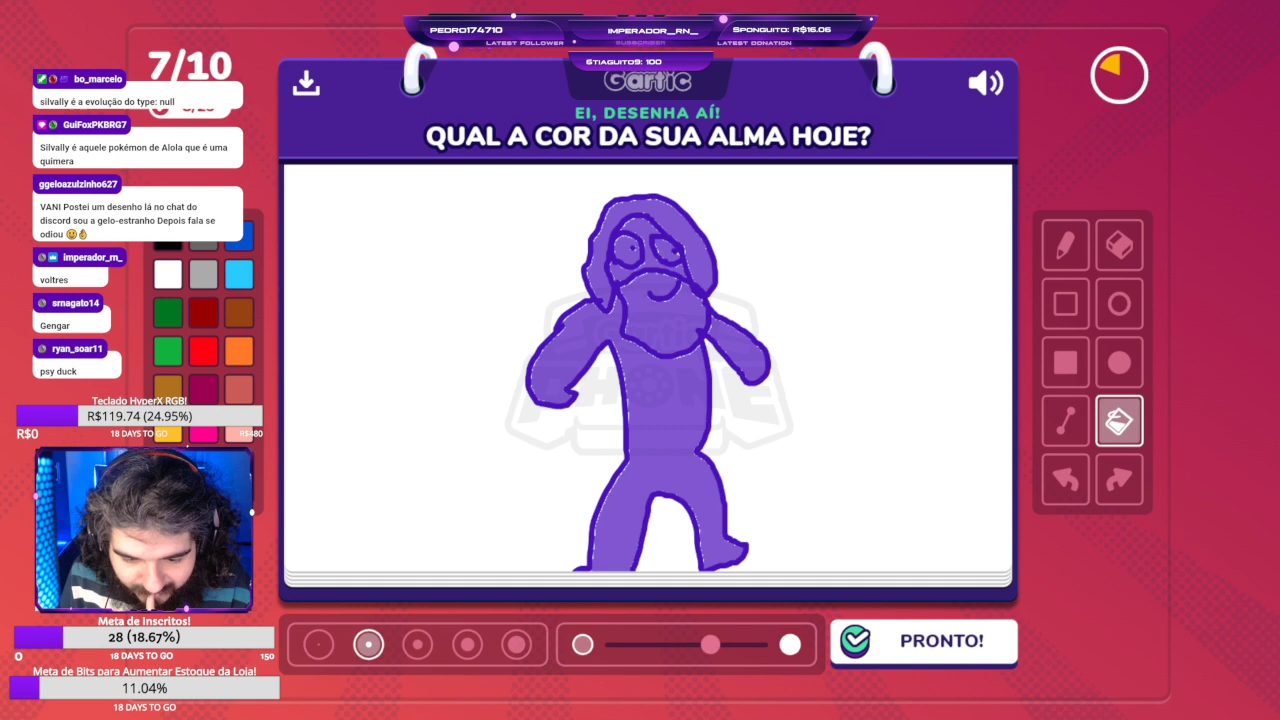 PEDRO174710
LATEST FOLLOWER
IMPERADOR_RN_
SUBSCRIBER
SPONGUITO: R$16.06
LATEST DONATION
6TIAGUITO9: 100
Gartic
7/10
EI, DESENHA AÍ!
QUAL A COR DA SUA ALMA HOJE?
bo_marcelo
silvally é a evolução do type: null
GuiFoxPKBRG7
Silvally é aquele pokémon de Alola que é uma
quimera
ggeloazulzinho627
VANI Postei um desenho lá no chat do
discord sou a gelo-estranho Depois fala se
odiou
imperador_rn_
voltres
srnagato14
Gengar
ryan_soar11
psy duck
Teclado HyperX RGB!
R$119.74 (24.95%)
R$0
18 DAYS TO GO
R$480
Gartic
PHONE
Meta de Inscritos!
28 (18.67%)
0
18 DAYS TO GO
150
Meta de Bits para Aumentar Estoque da Loja!
11.04%
18 DAYS TO GO
PRONTO!